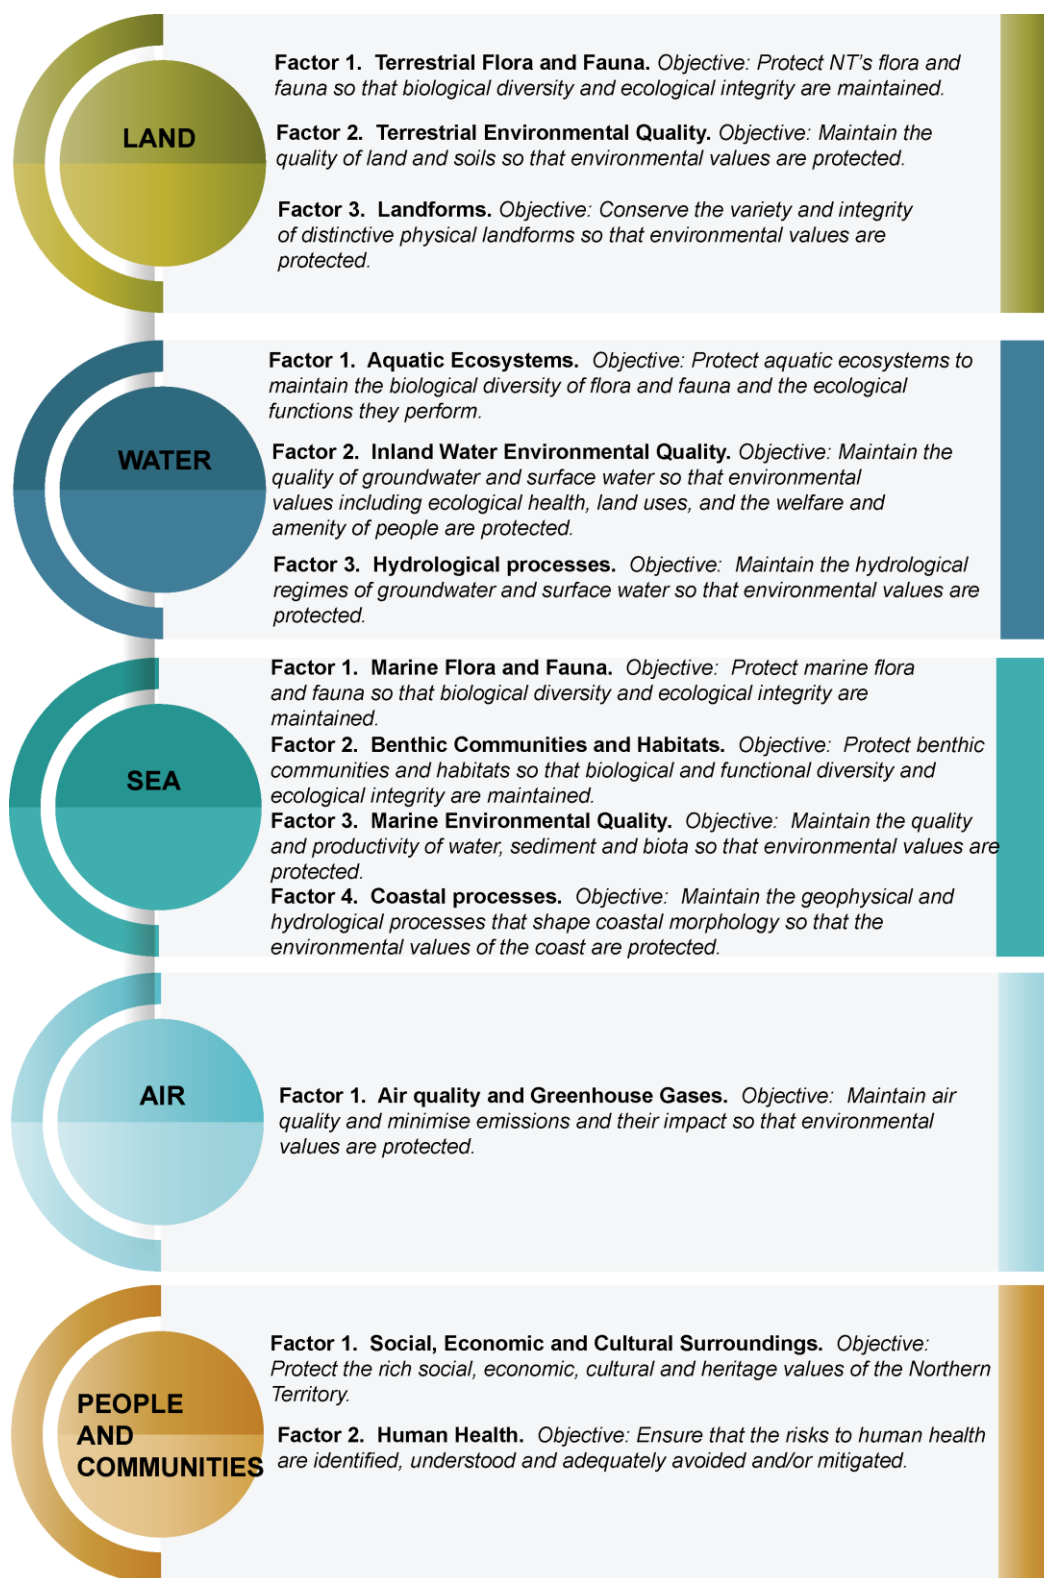 LAND
Factor 1. Terrestrial Flora and Fauna. Objective: Protect NT's flora and
fauna so that biological diversity and ecological integrity are maintained.
Factor 2. Terrestrial Environmental Quality. Objective: Maintain the
quality of land and soils so that environmental values are protected.
Factor 3. Landforms. Objective: Conserve the variety and integrity
of distinctive physical landforms so that environmental values are
protected.
WATER
Factor 1. Aquatic Ecosystems. Objective: Protect aquatic ecosystems to
maintain the biological diversity of flora and fauna and the ecological
functions they perform.
Factor 2. Inland Water Environmental Quality. Objective: Maintain the
quality of groundwater and surface water so that environmental
values including ecological health, land uses, and the welfare and
amenity of people are protected.
Factor 3. Hydrological processes. Objective: Maintain the hydrological
regimes of groundwater and surface water so that environmental values are
protected.
SEA
Factor 1. Marine Flora and Fauna. Objective: Protect marine flora
and fauna so that biological diversity and ecological integrity are
maintained.
Factor 2. Benthic Communities and Habitats. Objective: Protect benthic
communities and habitats so that biological and functional diversity and
ecological integrity are maintained.
Factor 3. Marine Environmental Quality. Objective: Maintain the quality
and productivity of water, sediment and biota so that environmental values are
protected.
Factor 4. Coastal processes. Objective: Maintain the geophysical and
hydrological processes that shape coastal morphology so that the
environmental values of the coast are protected.
AIR
Factor 1. Air quality and Greenhouse Gases. Objective: Maintain air
quality and minimise emissions and their impact so that environmental
values are protected.
PEOPLE
AND
COMMUNITIES
Factor 1. Social, Economic and Cultural Surroundings. Objective:
Protect the rich social, economic, cultural and heritage values of the Northern
Territory.
Factor 2. Human Health. Objective: Ensure that the risks to human health
are identified, understood and adequately avoided and/or mitigated.